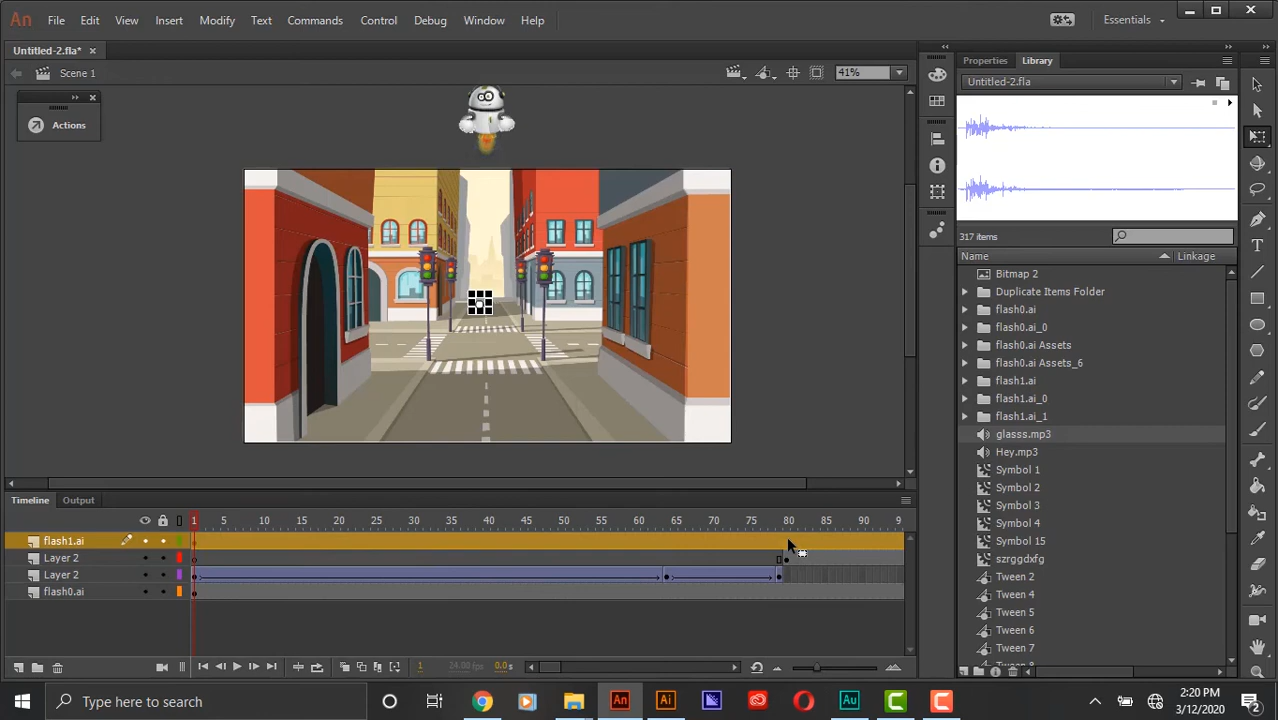 An File Edit View Insert Modify Text Commands Control Debug Window Help Essentials
Untitled-2.fla*
Scene 1 41%
Actions
Properties Library
Untitled-2.fla
317 items
Name Linkage
Bitmap 2
Duplicate Items Folder
flash0.ai
flash0.ai_0
flash0.ai Assets
flash0.ai Assets_6
flash1.ai
flash1.ai_0
flash1.ai_1
glasss.mp3
Hey.mp3
Symbol 1
Symbol 2
Symbol 3
Symbol 4
Symbol 15
szrggdxfg
Tween 2
Tween 4
Tween 5
Tween 6
Tween 7
Timeline Output
1 5 10 15 20 25 30 35 40 45 50 55 60 65 70 75 80 85 90 9
flash1.ai
Layer 2
Layer 2
flash0.ai
1 24.00 fps 0.0 s
Type here to search An Ai Au 2:20 PM
3/12/2020 2